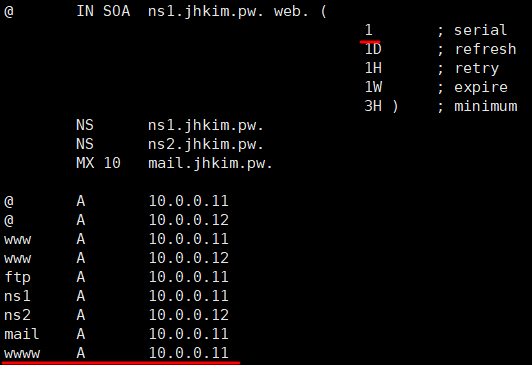 @ IN SOA ns1.jhkim.pw. web. (
1 ; serial
1D ; refresh
1H ; retry
1W ; expire
3H ) ; minimum
NS ns1.jhkim.pw.
NS ns2.jhkim.pw.
MX 10 mail.jhkim.pw.
@ A 10.0.0.11
@ A 10.0.0.12
www A 10.0.0.11
www A 10.0.0.12
ftp A 10.0.0.11
ns1 A 10.0.0.11
ns2 A 10.0.0.12
mail A 10.0.0.11
wwww A 10.0.0.11